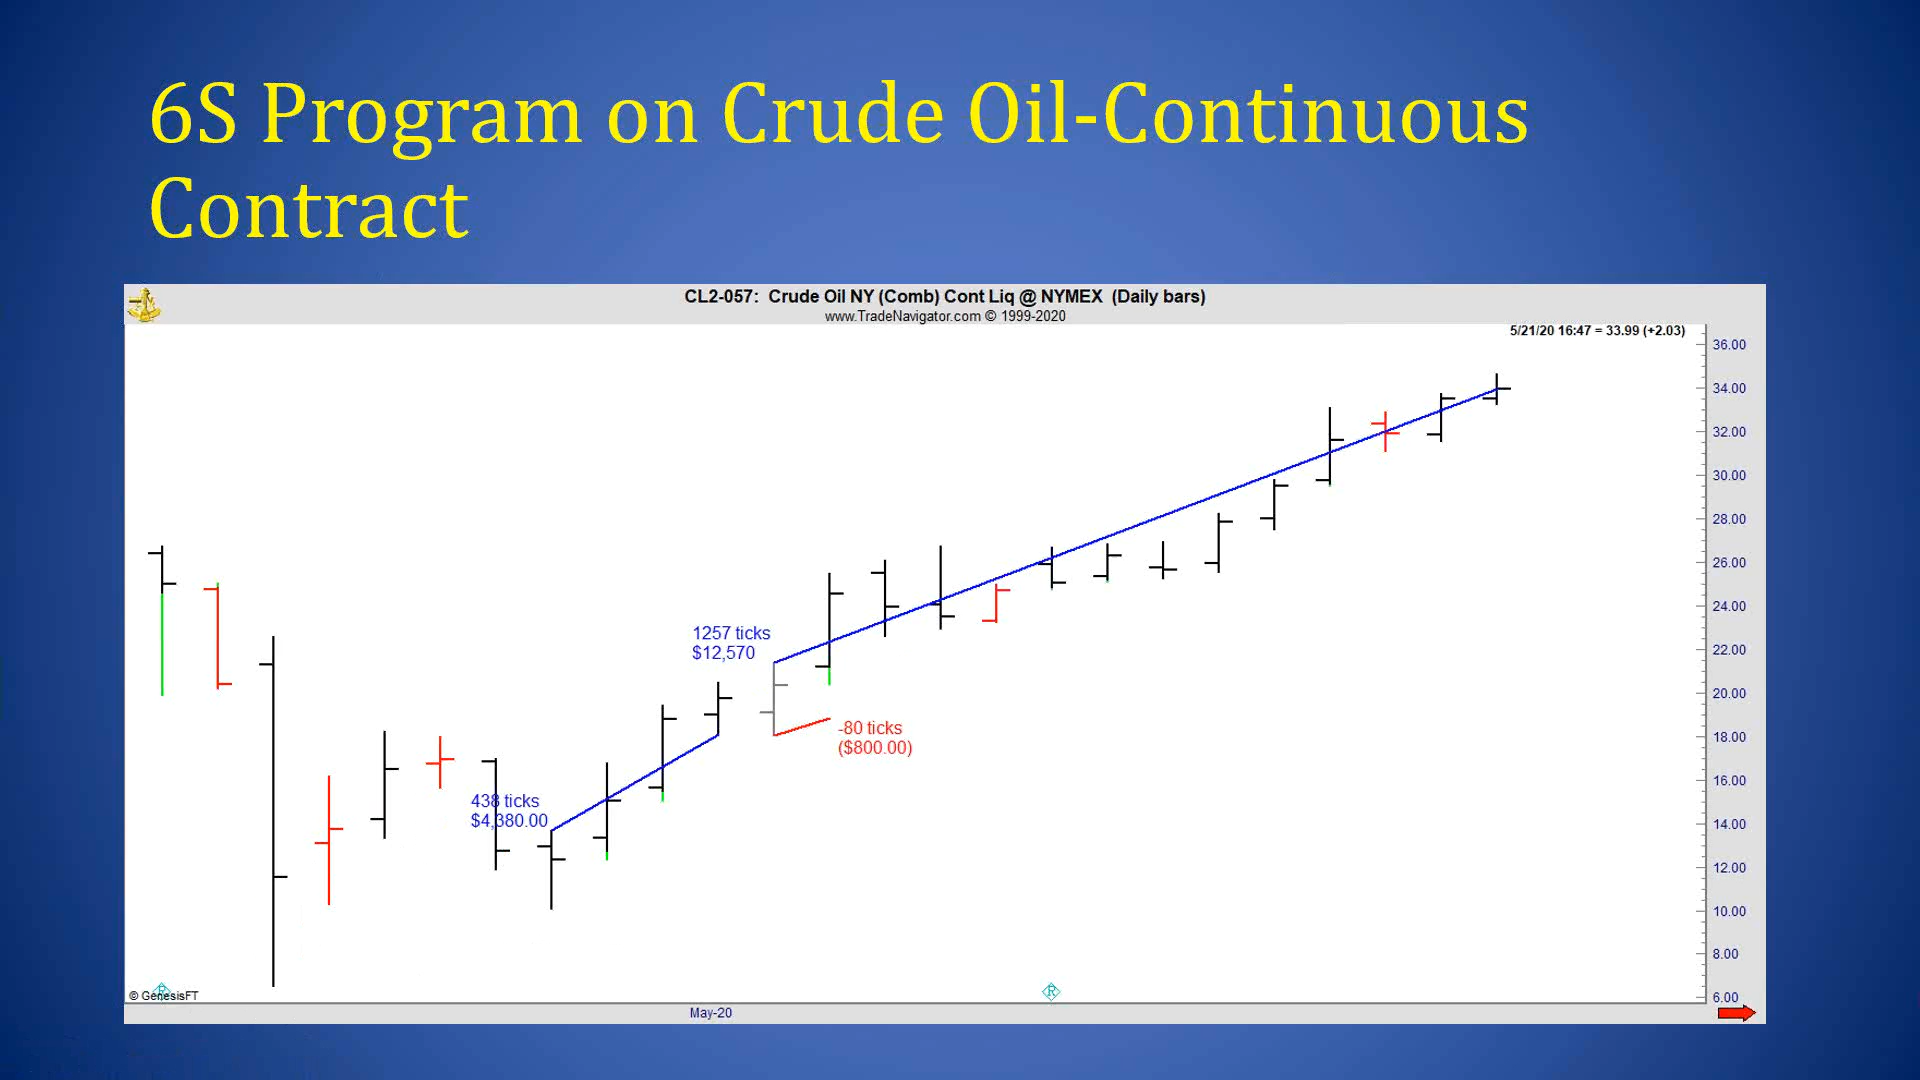 6S Program on Crude Oil-Continuous
Contract
CL2-057: Crude Oil NY (Comb) Cont Liq @ NYMEX (Daily bars)
www.TradeNavigator.com © 1999-2020
5/21/20 16:47 = 33.99 (+2.03)
36.00
34.00
32.00
30.00
28.00
26.00
24.00
22.00
20.00
18.00
16.00
14.00
12.00
10.00
8.00
6.00
1257 ticks
$12,570
-80 ticks
($800.00)
438 ticks
$4,380.00
R
R
© GenesisFT
May-20